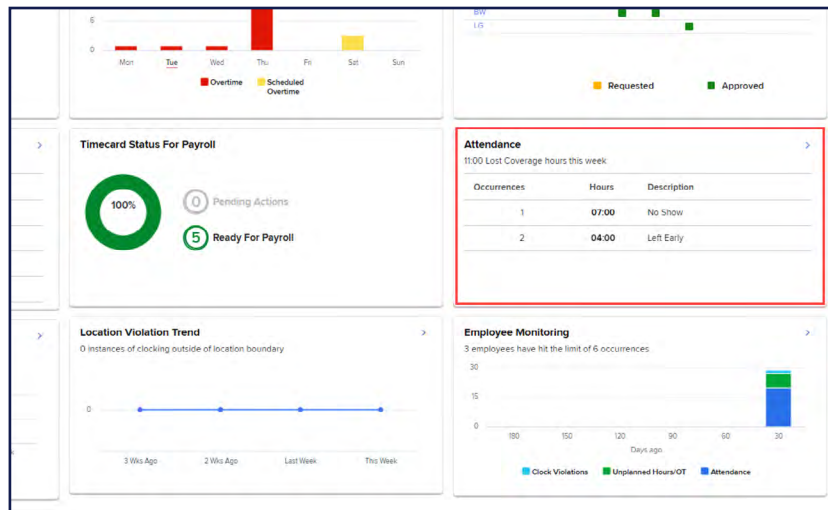 6
0
Mon Tue Wed Thu Fri Sat Sun
Overtime Scheduled Overtime
BW
LG
Requested Approved
Timecard Status For Payroll
100%
0 Pending Actions
5 Ready For Payroll
Attendance
11:00 Lost Coverage hours this week
Occurrences Hours Description
1 07:00 No Show
2 04:00 Left Early
Location Violation Trend
0 instances of clocking outside of location boundary
0
3 Wks Ago 2 Wks Ago Last Week This Week
Employee Monitoring
3 employees have hit the limit of 6 occurrences
30
15
0
180 150 120 90 60 30
Days ago
Clock Violations Unplanned Hours/OT Attendance